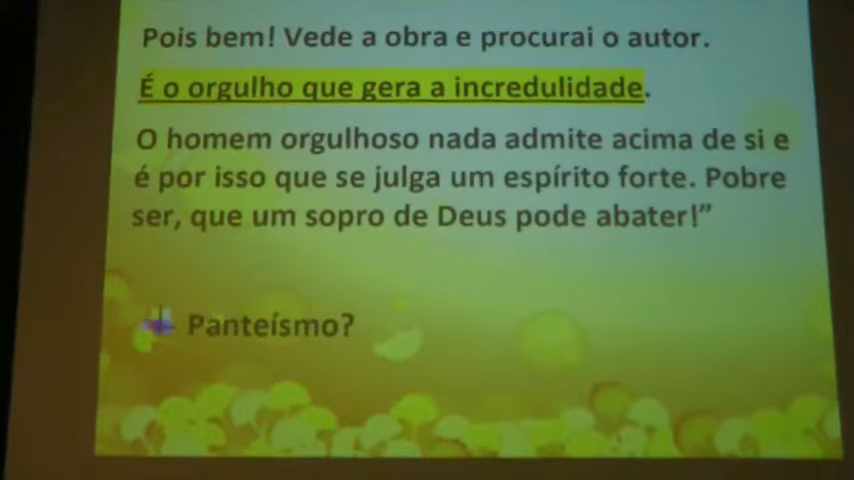 Pois bem! Vede a obra e procurai o autor.
É o orgulho que gera a incredulidade.
O homem orgulhoso nada admite acima de si e
é por isso que se julga um espírito forte. Pobre
ser, que um sopro de Deus pode abater!”
Panteísmo?